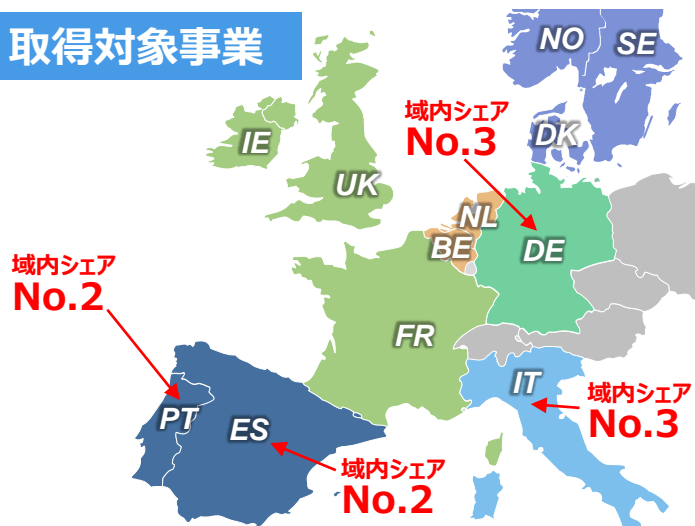 取得対象事業
NO
SE
域内シェア
No.3
DK
IE
UK
NL
BE
DE
域内シェア
No.2
FR
IT
域内シェア
No.3
PT
ES
域内シェア
No.2